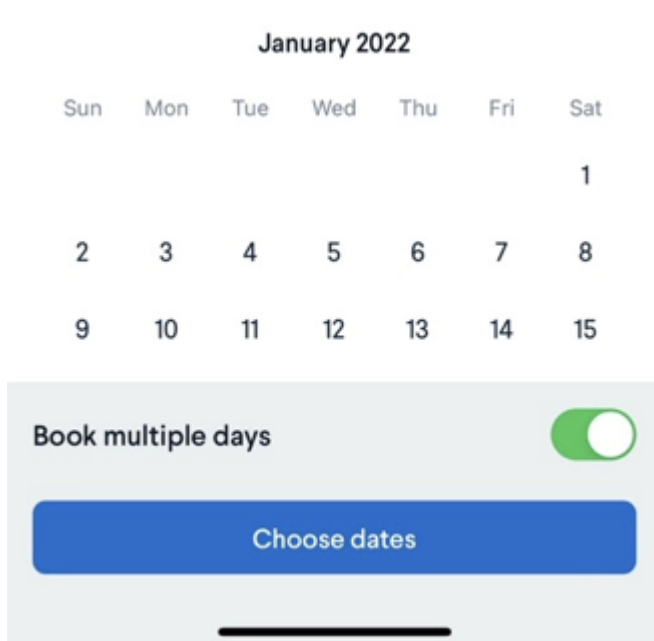 January 2022
Sun Mon Tue Wed Thu Fri Sat
1
2 3 4 5 6 7 8
9 10 11 12 13 14 15
Book multiple days
Choose dates